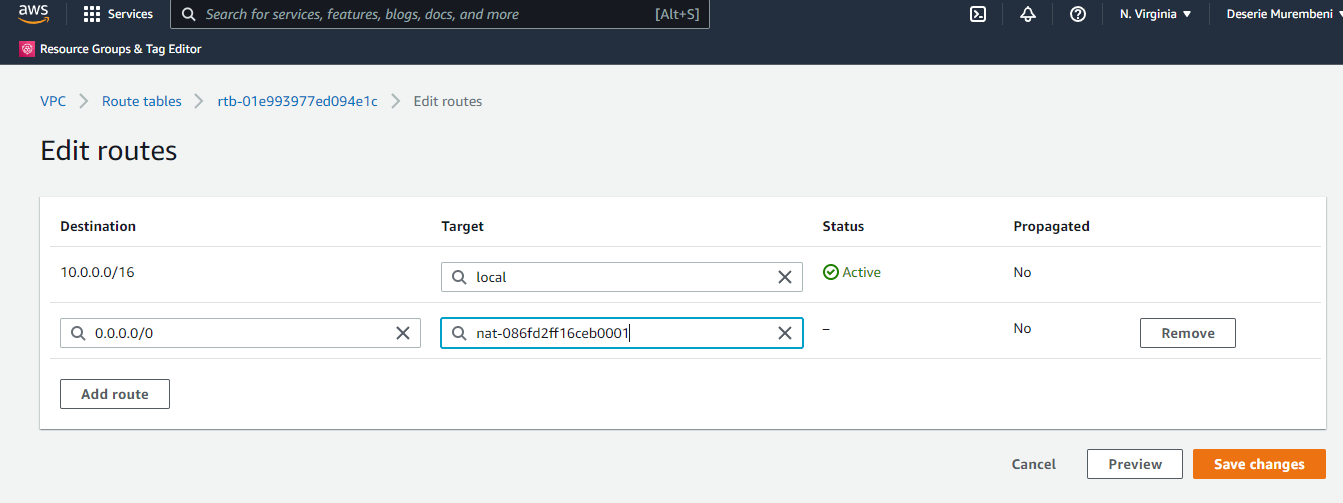 aws Services Search for services, features, blogs, docs, and more [Alt+S] N. Virginia Deserie Murembeni
Resource Groups & Tag Editor
VPC Route tables rtb-01e993977ed094e1c Edit routes
Edit routes
Destination Target Status Propagated
10.0.0.0/16 local Active No
0.0.0.0/0 nat-086fd2ff16ceb0001 – No Remove
Add route
Cancel Preview Save changes